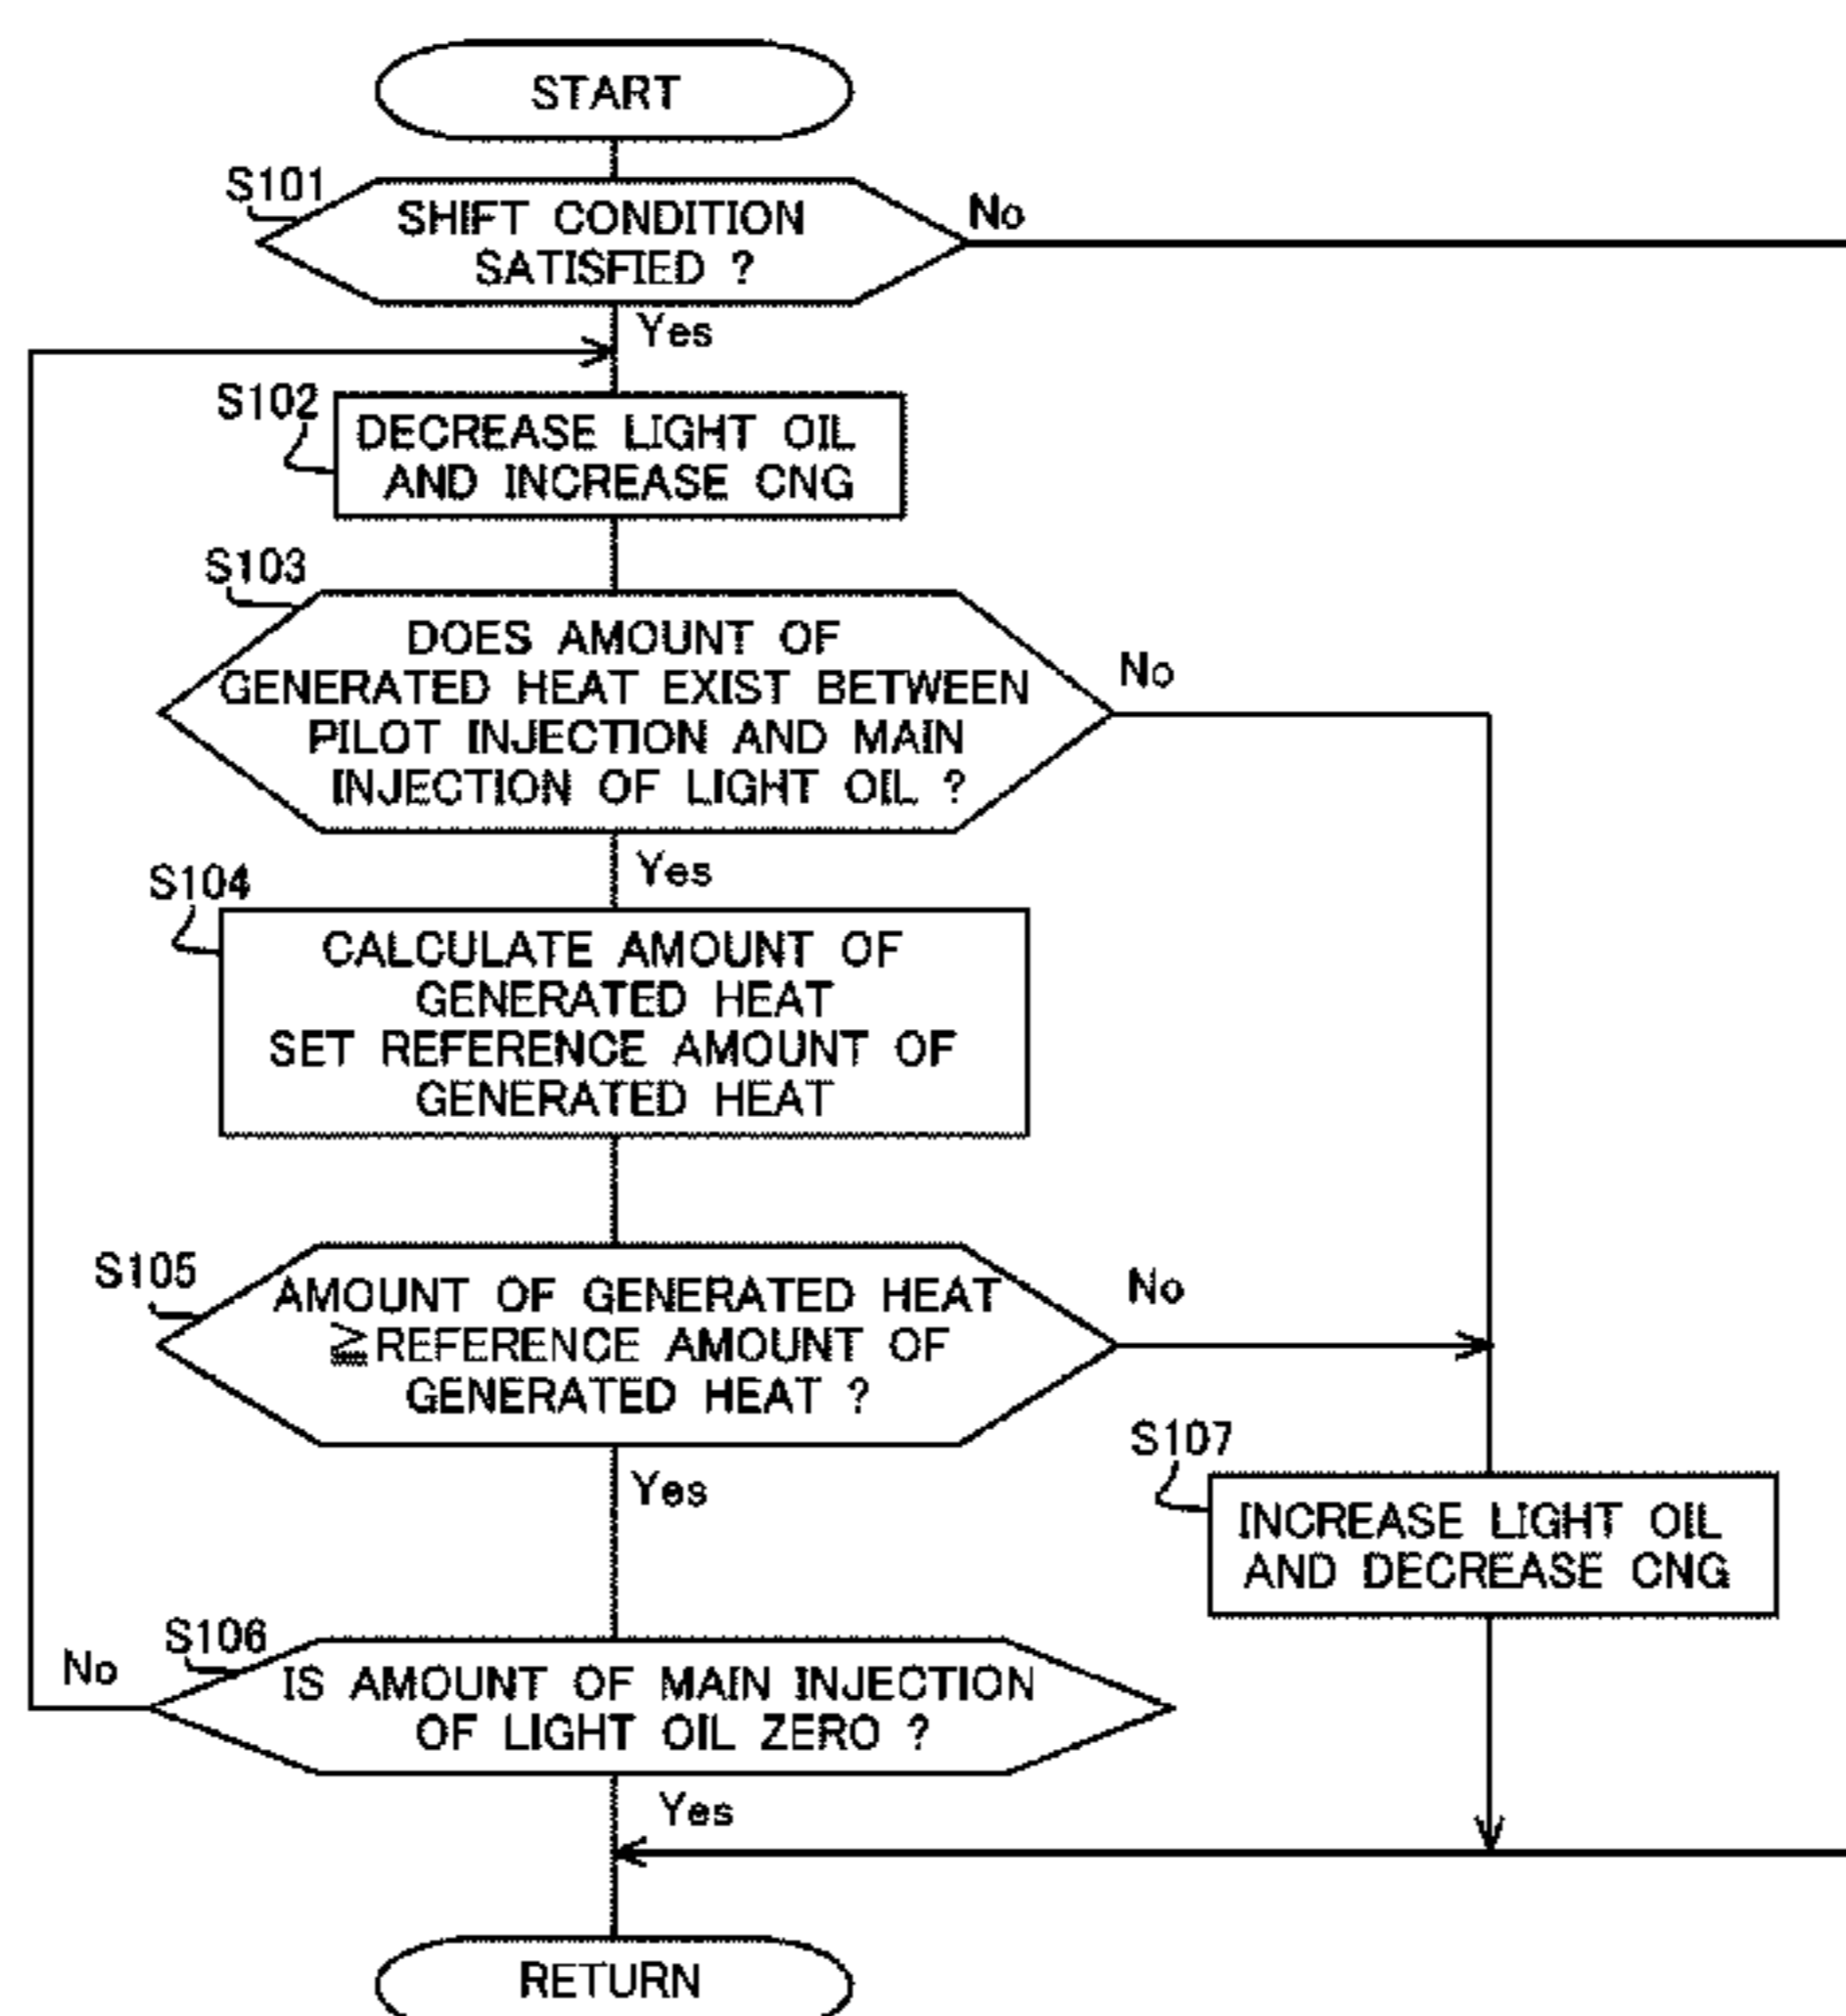 START
S101
SHIFT CONDITION
SATISFIED ?
No
Yes
S102
DECREASE LIGHT OIL
AND INCREASE CNG
S103
DOES AMOUNT OF
GENERATED HEAT EXIST BETWEEN
PILOT INJECTION AND MAIN
INJECTION OF LIGHT OIL ?
No
Yes
S104
CALCULATE AMOUNT OF
GENERATED HEAT
SET REFERENCE AMOUNT OF
GENERATED HEAT
S105
AMOUNT OF GENERATED HEAT
≧REFERENCE AMOUNT OF
GENERATED HEAT ?
No
Yes
S107
INCREASE LIGHT OIL
AND DECREASE CNG
S106
No
IS AMOUNT OF MAIN INJECTION
OF LIGHT OIL ZERO ?
Yes
RETURN